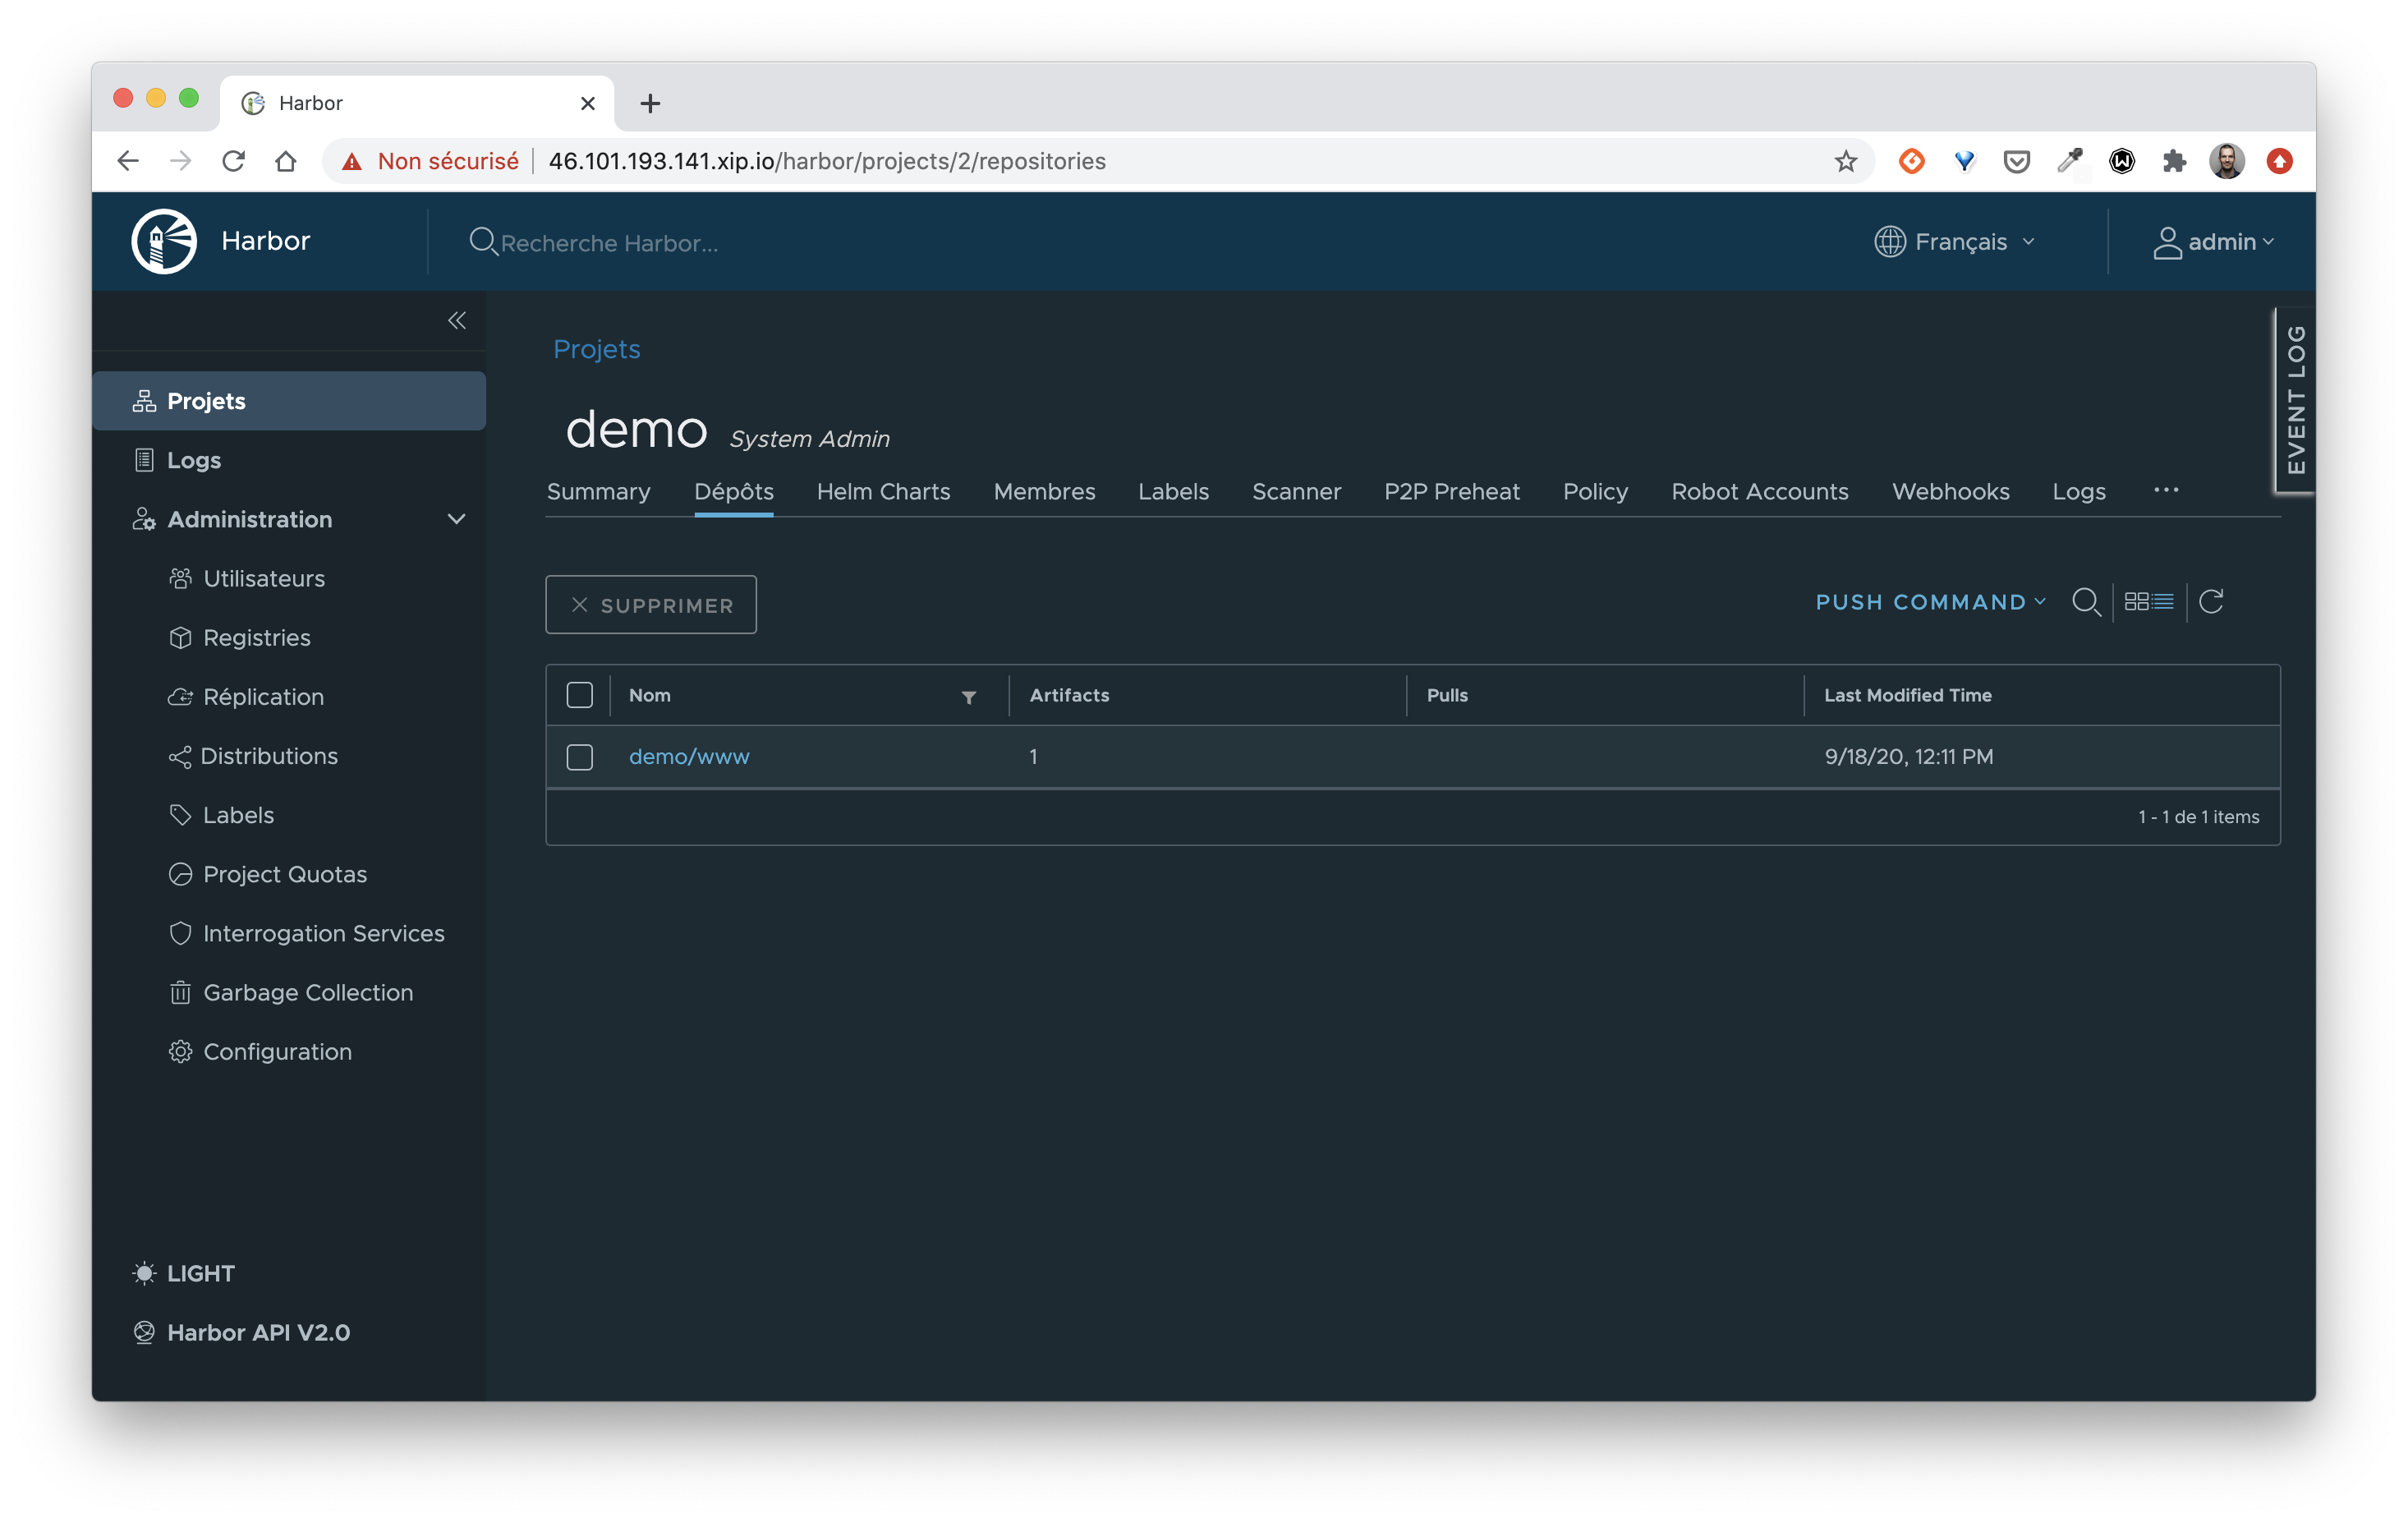 Harbor
Non sécurisé 46.101.193.141.xip.io/harbor/projects/2/repositories
Harbor Recherche Harbor... Français admin
Projets
Logs
Administration
Utilisateurs
Registries
Réplication
Distributions
Labels
Project Quotas
Interrogation Services
Garbage Collection
Configuration
LIGHT
Harbor API V2.0
Projets
demo System Admin
Summary Dépôts Helm Charts Membres Labels Scanner P2P Preheat Policy Robot Accounts Webhooks Logs ...
EVENT LOG
SUPPRIMER PUSH COMMAND
Nom Artifacts Pulls Last Modified Time
demo/www 1 9/18/20, 12:11 PM
1 - 1 de 1 items